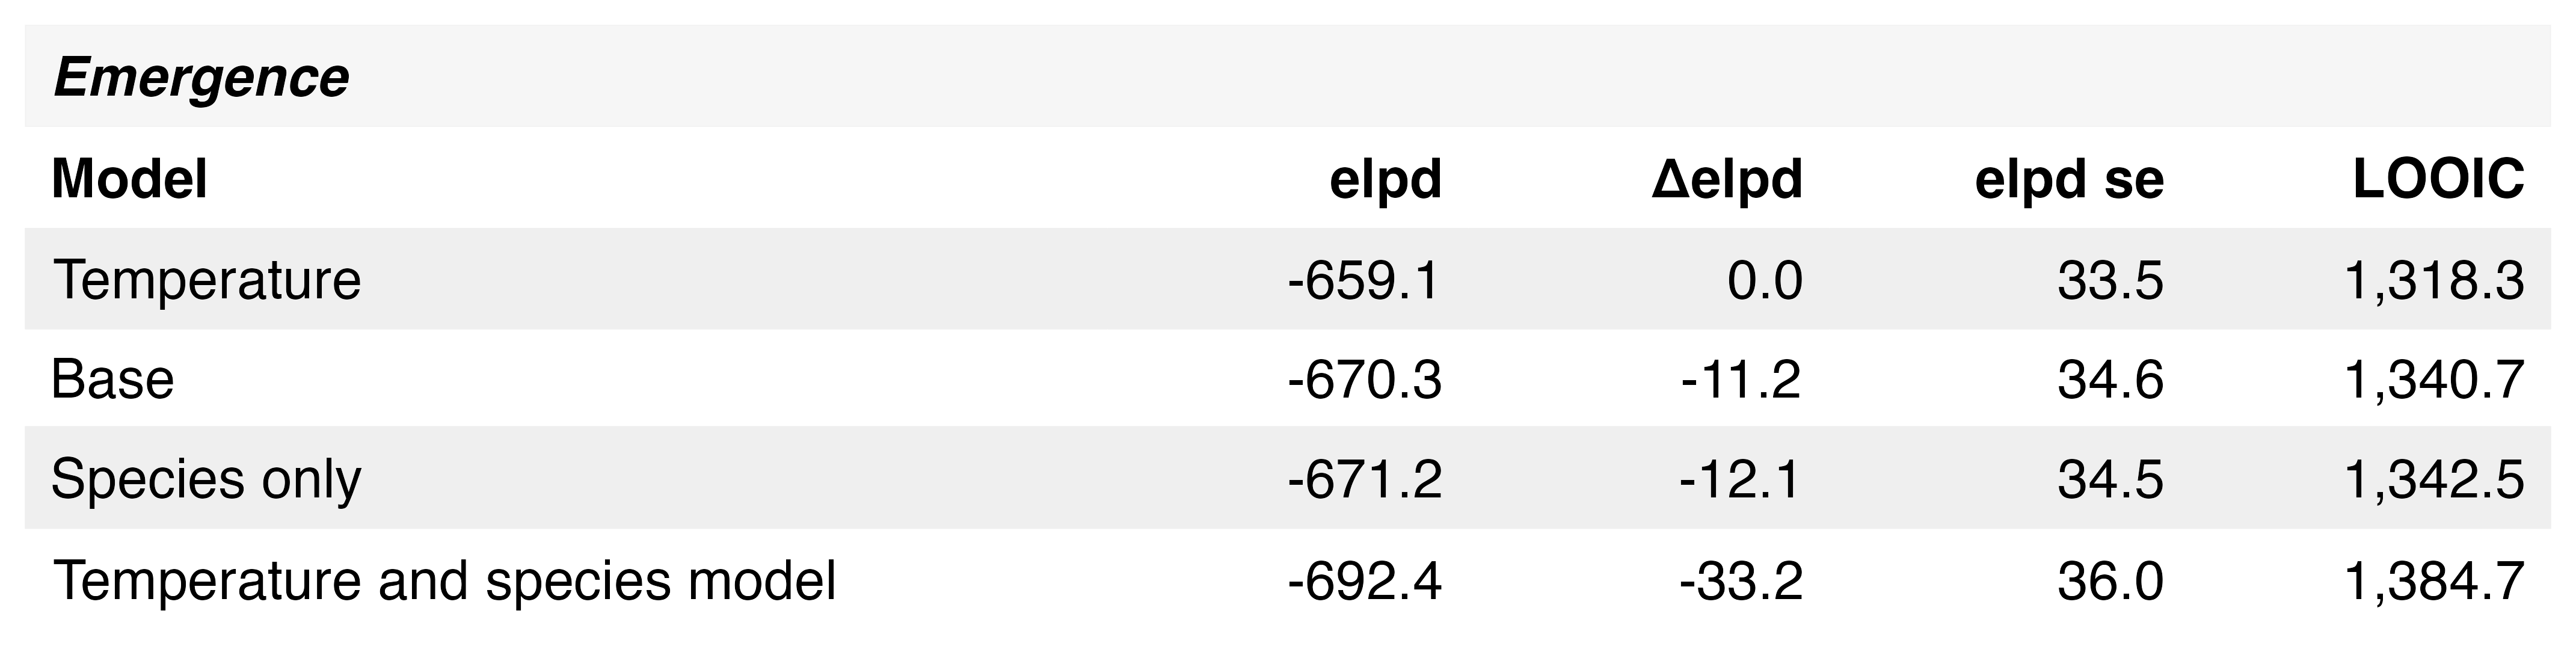 Emergence
Model elpd Δelpd elpd se LOOIC
Temperature -659.1 0.0 33.5 1,318.3
Base -670.3 -11.2 34.6 1,340.7
Species only -671.2 -12.1 34.5 1,342.5
Temperature and species model -692.4 -33.2 36.0 1,384.7